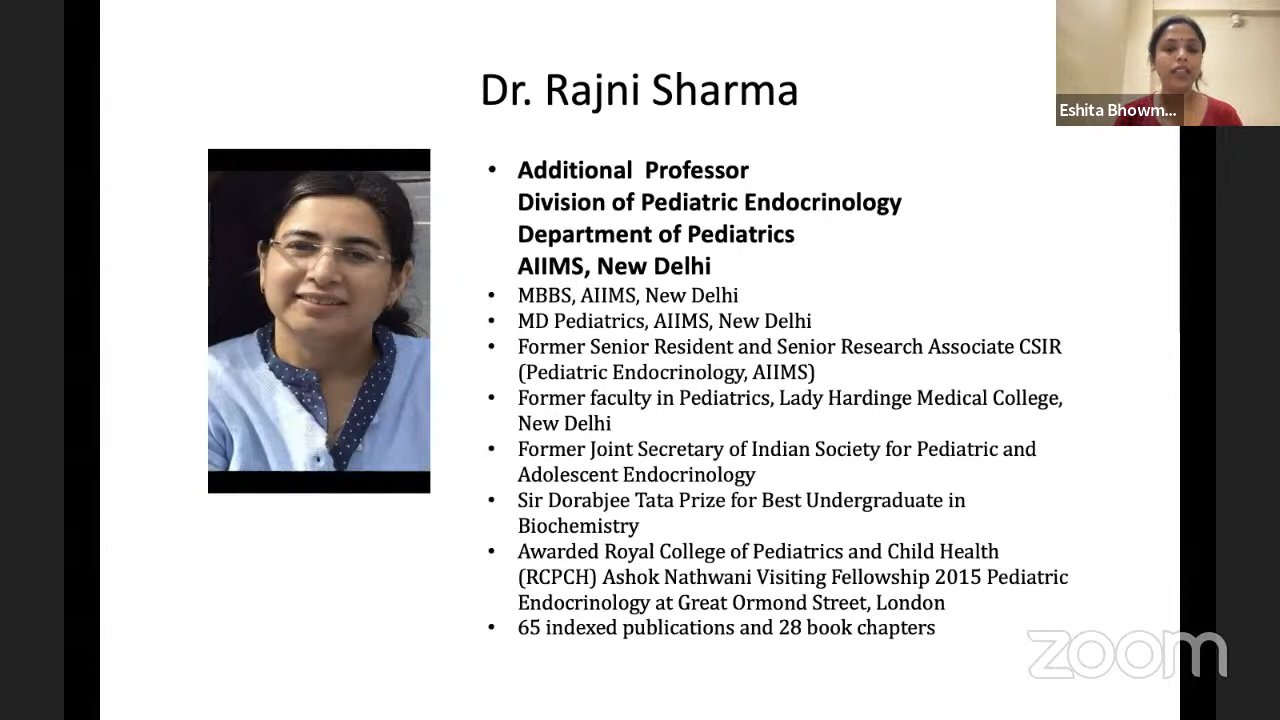 Dr. Rajni Sharma
Eshita Bhowm...
• Additional Professor
Division of Pediatric Endocrinology
Department of Pediatrics
AIIMS, New Delhi
• MBBS, AIIMS, New Delhi
• MD Pediatrics, AIIMS, New Delhi
• Former Senior Resident and Senior Research Associate CSIR
(Pediatric Endocrinology, AIIMS)
• Former faculty in Pediatrics, Lady Hardinge Medical College,
New Delhi
• Former Joint Secretary of Indian Society for Pediatric and
Adolescent Endocrinology
• Sir Dorabjee Tata Prize for Best Undergraduate in
Biochemistry
• Awarded Royal College of Pediatrics and Child Health
(RCPCH) Ashok Nathwani Visiting Fellowship 2015 Pediatric
Endocrinology at Great Ormond Street, London
• 65 indexed publications and 28 book chapters
zoom